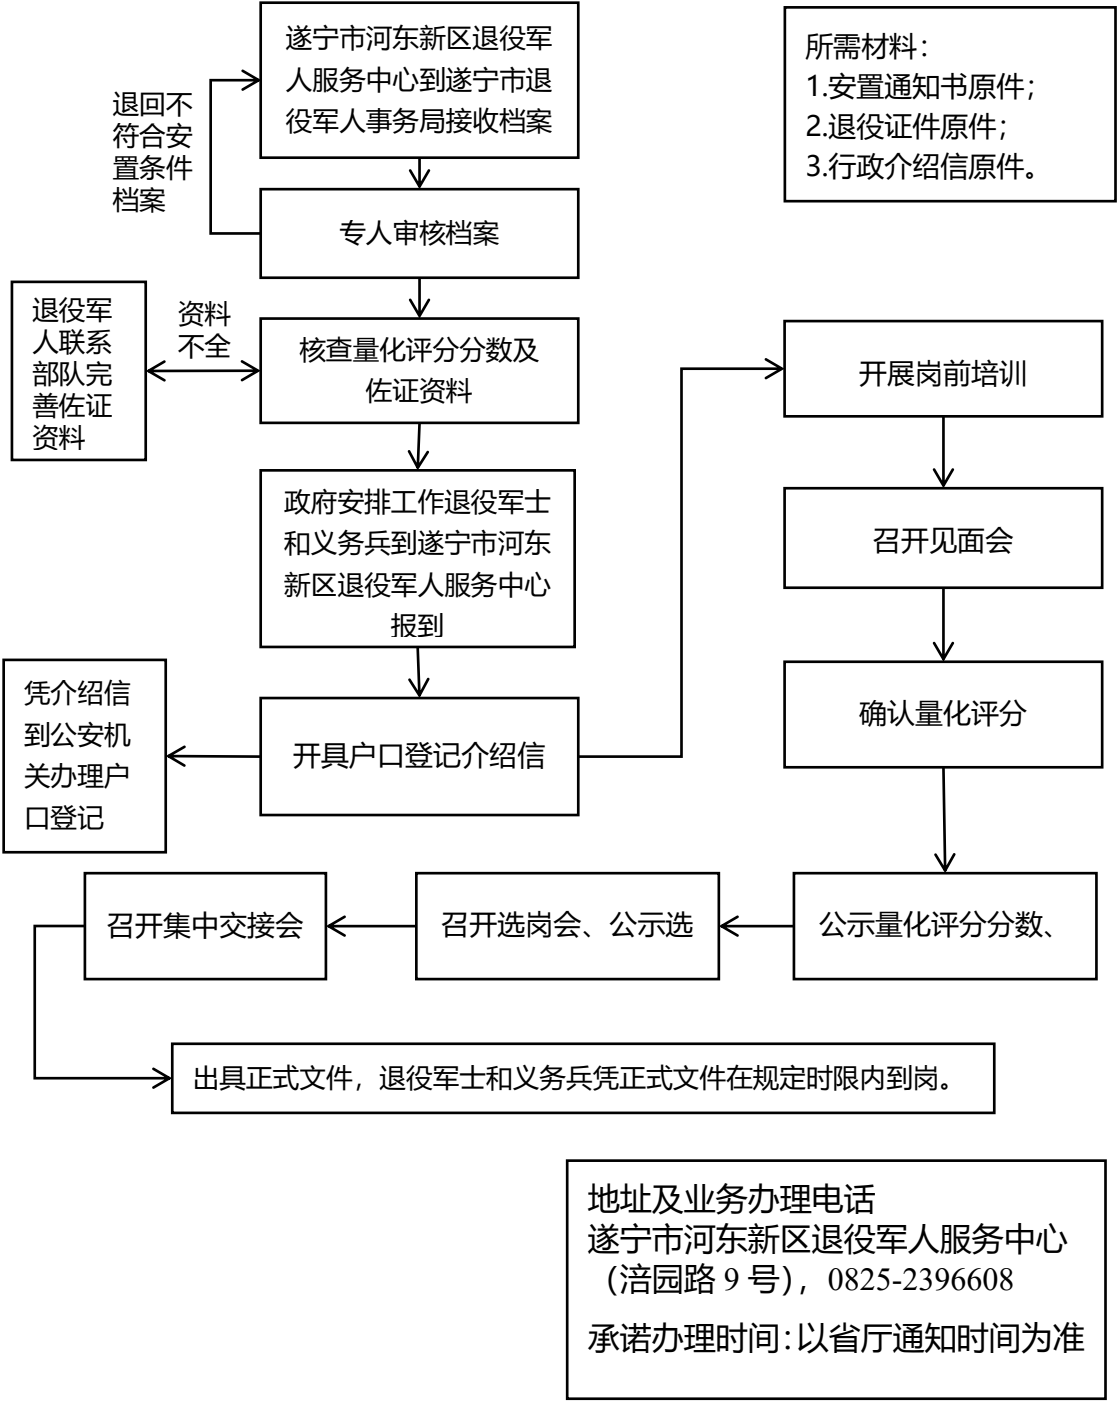 遂宁市河东新区退役军
人服务中心到遂宁市退
役军人事务局接收档案
所需材料：
1.安置通知书原件；
2.退役证件原件；
3.行政介绍信原件。
退回不
符合安
置条件
档案
专人审核档案
退役军
人联系
部队完
善佐证
资料
资料
不全
核查量化评分分数及
佐证资料
政府安排工作退役军士
和义务兵到遂宁市河东
新区退役军人服务中心
报到
凭介绍信
到公安机
关办理户
口登记
开具户口登记介绍信
开展岗前培训
召开见面会
确认量化评分
公示量化评分分数、
召开选岗会、公示选
召开集中交接会
出具正式文件，退役军士和义务兵凭正式文件在规定时限内到岗。
地址及业务办理电话
遂宁市河东新区退役军人服务中心
（涪园路 9 号），0825-2396608
承诺办理时间：以省厅通知时间为准